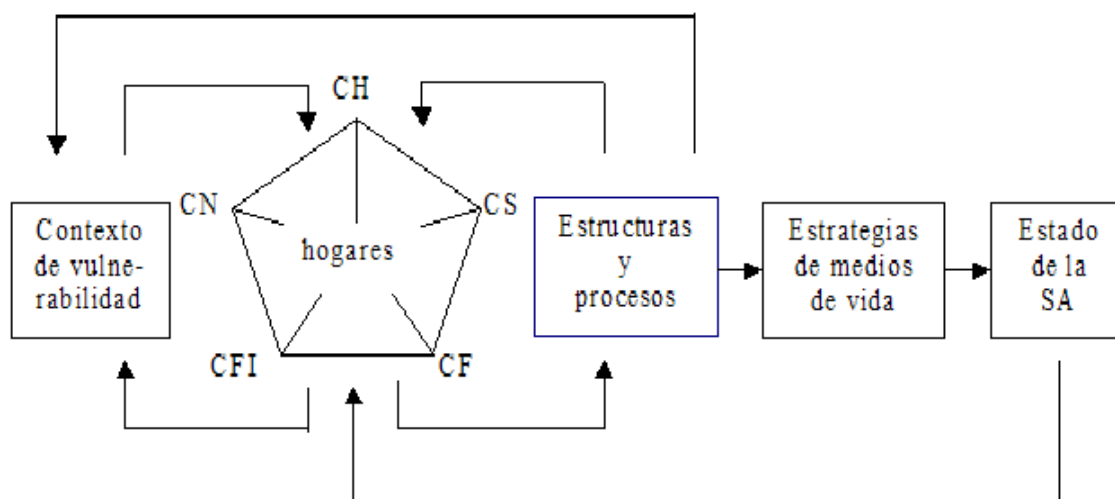 CH
CN
CS
hogares
CFI
CF
Contexto
de vulne-
rabilidad
Estructuras
y
procesos
Estrategias
de medios
de vida
Estado
de la
SA